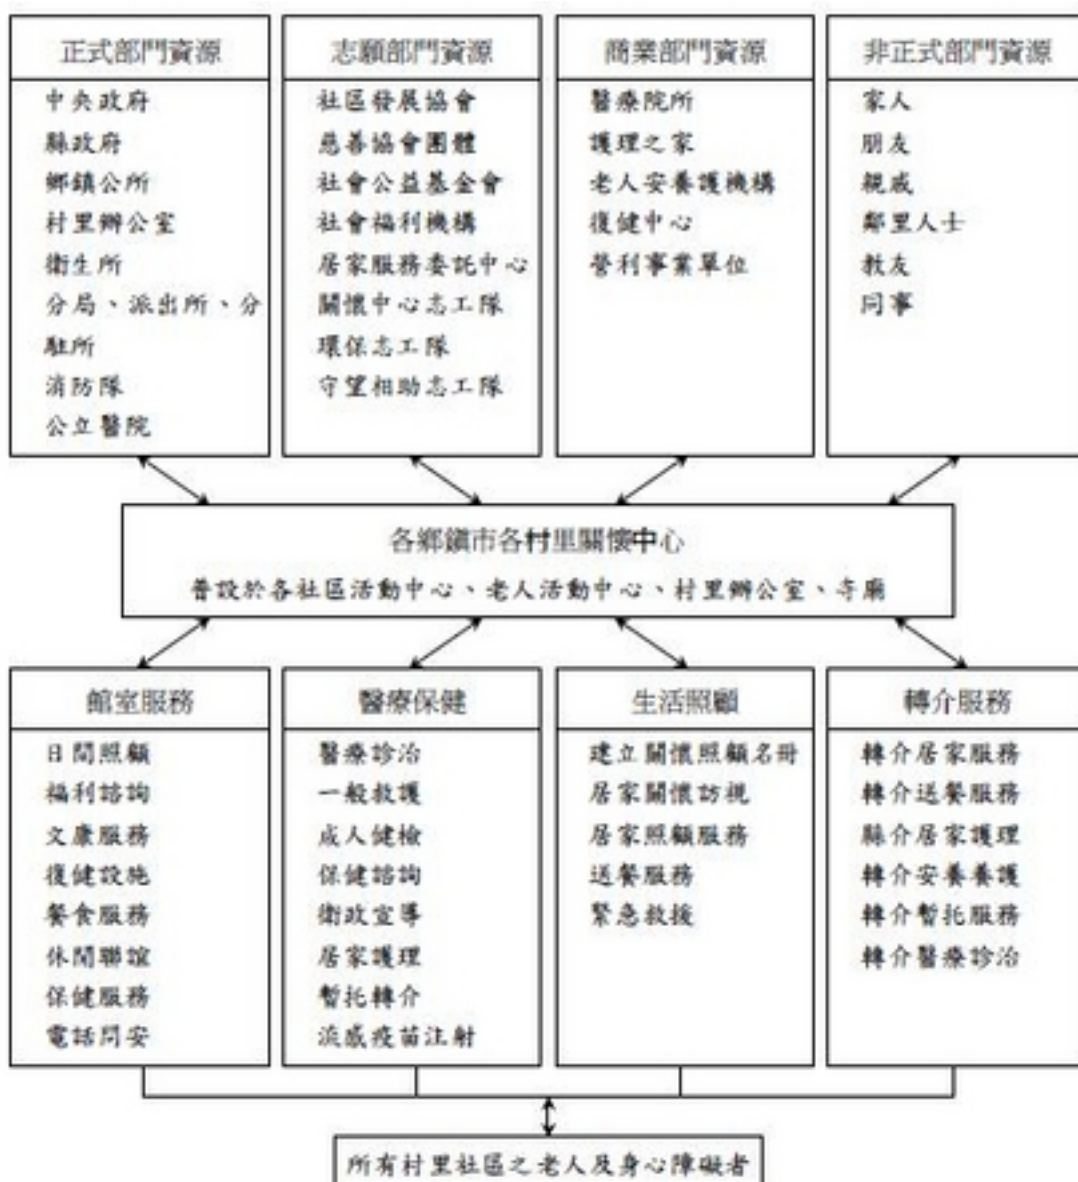 正式部門資源
中央政府
縣政府
鄉鎮公所
村里辦公室
衛生所
分局、派出所、分
駐所
消防隊
公立醫院
志願部門資源
社區發展協會
慈善協會團體
社會公益基金會
社會福利機構
居家服務委託中心
關懷中心志工隊
環保志工隊
守望相助志工隊
商業部門資源
醫療院所
護理之家
老人安養護機構
復健中心
營利事業單位
非正式部門資源
家人
朋友
親戚
鄰里人士
教友
同事
各鄉鎮市各村里關懷中心
普設於各社區活動中心、老人活動中心、村里辦公室、寺廟
館室服務
日間照顧
福利諮詢
文康服務
復健設施
餐食服務
休閒聯誼
保健服務
電話問安
醫療保健
醫療診治
一般救護
成人健檢
保健諮詢
衛政宣導
居家護理
暫托轉介
流感疫苗注射
生活照顧
建立關懷照顧名冊
居家關懷訪視
居家照顧服務
送餐服務
緊急救援
轉介服務
轉介居家服務
轉介送餐服務
縣介居家護理
轉介安養養護
轉介暫托服務
轉介醫療診治
所有村里社區之老人及身心障礙者